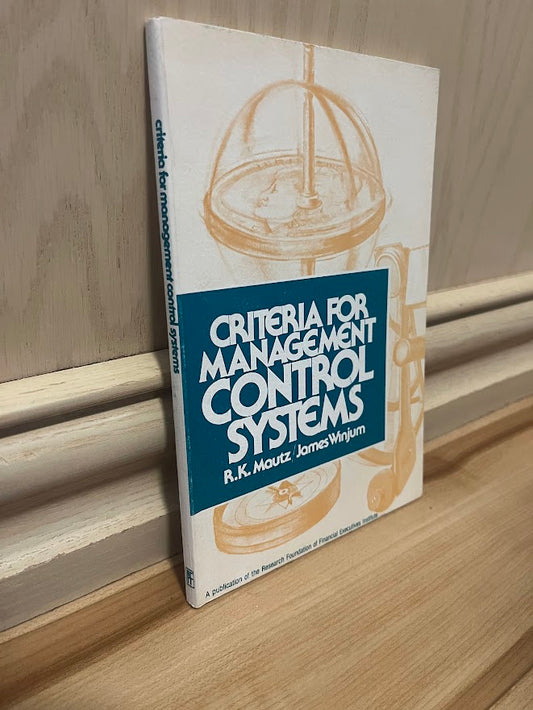 criteria for management control systems
CRITERIA FOR
MANAGEMENT
CONTROL
SYSTEMS
R.K. Mautz / James Winjum
A publication of the Research Foundation of Financial Executives Institute